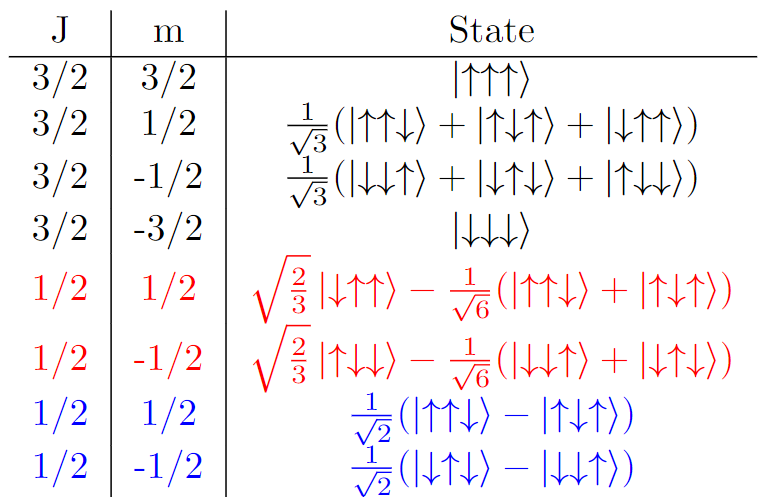 J m State
3/2 3/2 |↑↑↑⟩
3/2 1/2 1/√3(|↑↑↓⟩ + |↑↓↑⟩ + |↓↑↑⟩)
3/2 -1/2 1/√3(|↓↓↑⟩ + |↓↑↓⟩ + |↑↓↓⟩)
3/2 -3/2 |↓↓↓⟩
1/2 1/2 √(2/3) |↓↑↑⟩ − 1/√6(|↑↑↓⟩ + |↑↓↑⟩)
1/2 -1/2 √(2/3) |↑↓↓⟩ − 1/√6(|↓↓↑⟩ + |↓↑↓⟩)
1/2 1/2 1/√2(|↑↑↓⟩ − |↑↓↑⟩)
1/2 -1/2 1/√2(|↓↑↓⟩ − |↓↓↑⟩)